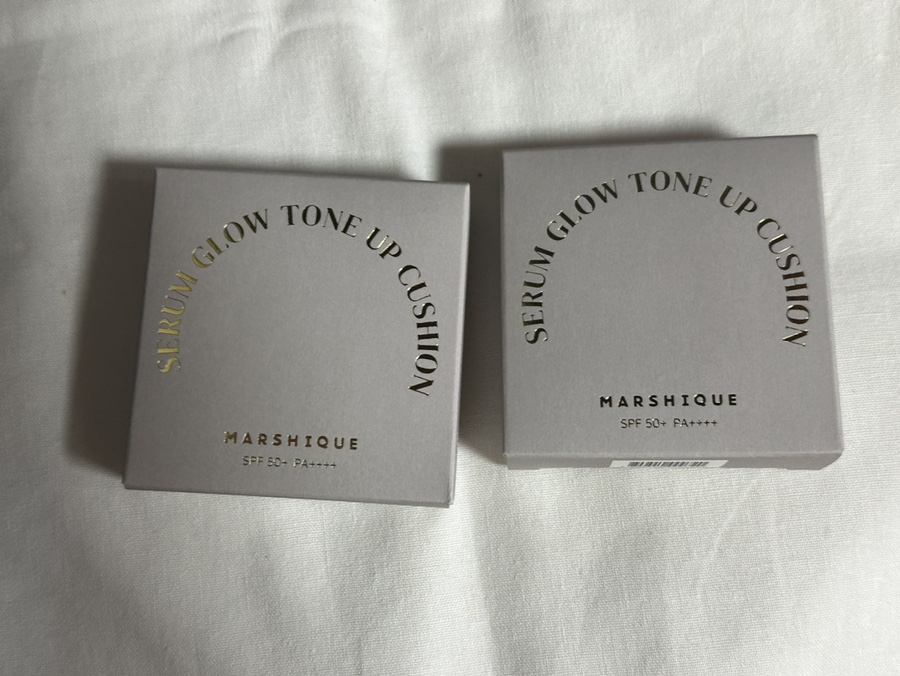 SERUM GLOW TONE UP CUSHION
MARSHIQUE
SPF 50+ PA++++
SERUM GLOW TONE UP CUSHION
MARSHIQUE
SPF 50+ PA++++